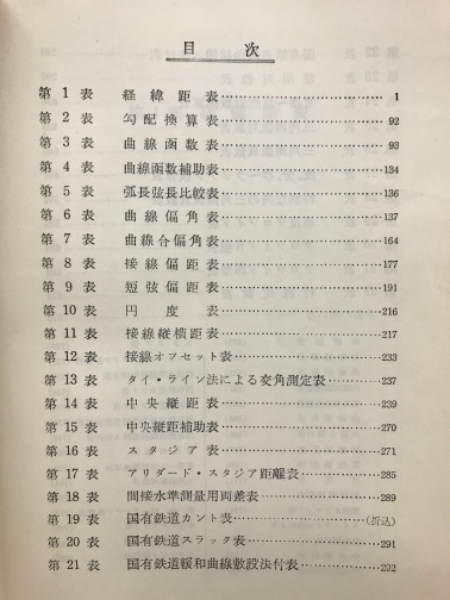 目次
第 1 表 経緯距表 1
第 2 表 勾配換算表 92
第 3 表 曲線函数表 93
第 4 表 曲線函数補助表 134
第 5 表 弧長弦長比較表 136
第 6 表 曲線偏角表 137
第 7 表 曲線合偏角表 164
第 8 表 接線偏距表 177
第 9 表 短弦偏距表 191
第 10 表 円度表 216
第 11 表 接線縦横距表 217
第 12 表 接線オフセット表 233
第 13 表 タイ・ライン法による交角測定表 237
第 14 表 中央縦距表 239
第 15 表 中央縦距補助表 270
第 16 表 スタジア表 271
第 17 表 アリダード・スタジア距離表 285
第 18 表 間接水準測量用両差表 289
第 19 表 国有鉄道カント表 (折込)
第 20 表 国有鉄道スラック表 291
第 21 表 国有鉄道緩和曲線敷設法付表 292